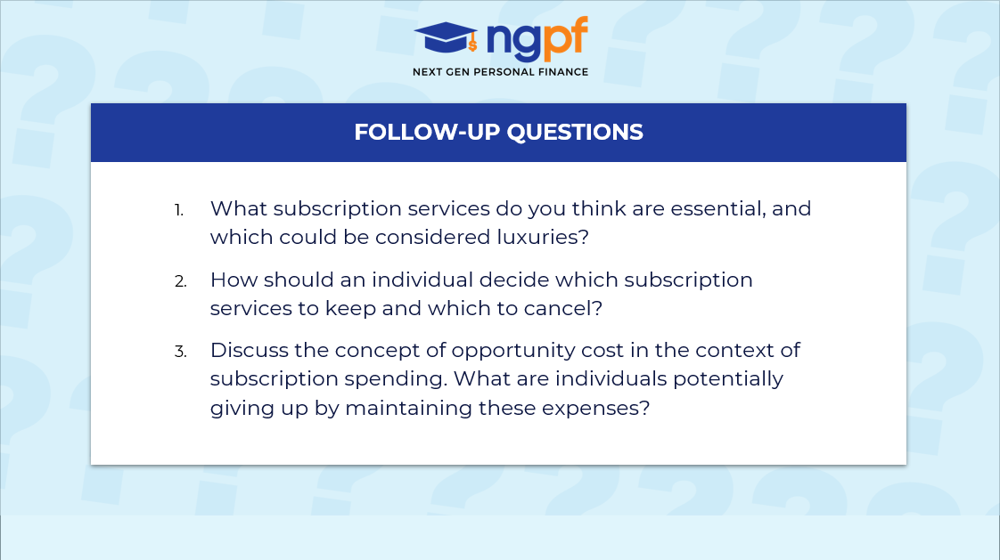 ngpf
NEXT GEN PERSONAL FINANCE
FOLLOW-UP QUESTIONS
1. What subscription services do you think are essential, and
which could be considered luxuries?
2. How should an individual decide which subscription
services to keep and which to cancel?
3. Discuss the concept of opportunity cost in the context of
subscription spending. What are individuals potentially
giving up by maintaining these expenses?